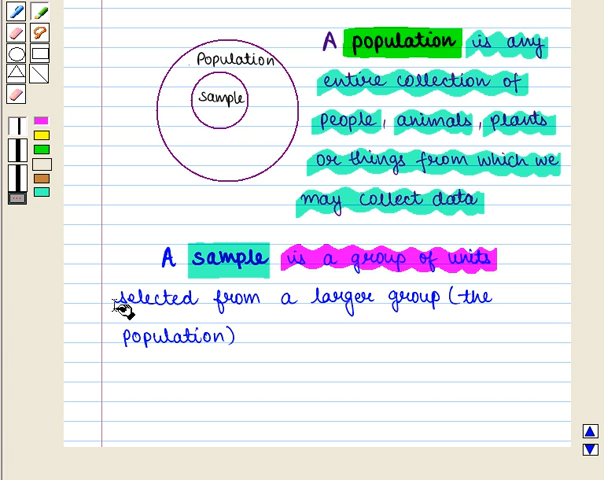 A population is any
Population
entire collection of
Sample
people, animals, plants
or things from which we
may collect data
A sample is a group of units
selected from a larger group (the
population)